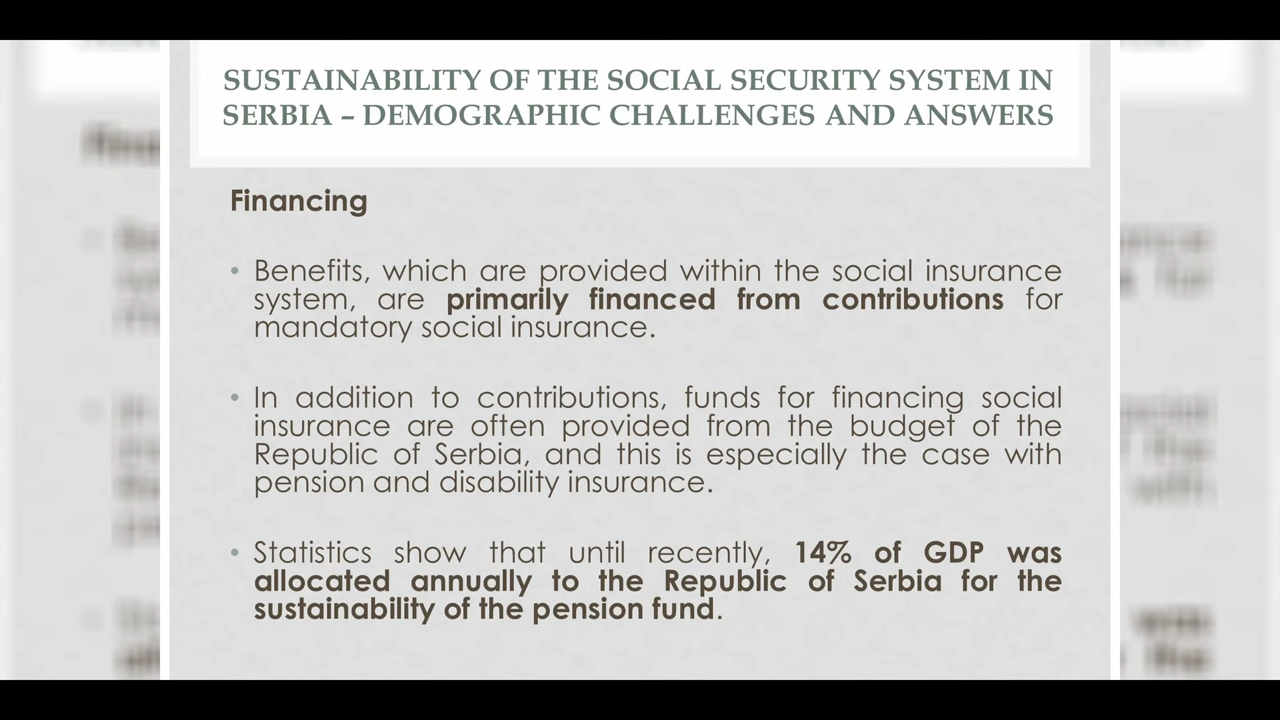 SUSTAINABILITY OF THE SOCIAL SECURITY SYSTEM IN
SERBIA – DEMOGRAPHIC CHALLENGES AND ANSWERS
Financing
• Benefits, which are provided within the social insurance
system, are primarily financed from contributions for
mandatory social insurance.
• In addition to contributions, funds for financing social
insurance are often provided from the budget of the
Republic of Serbia, and this is especially the case with
pension and disability insurance.
• Statistics show that until recently, 14% of GDP was
allocated annually to the Republic of Serbia for the
sustainability of the pension fund.